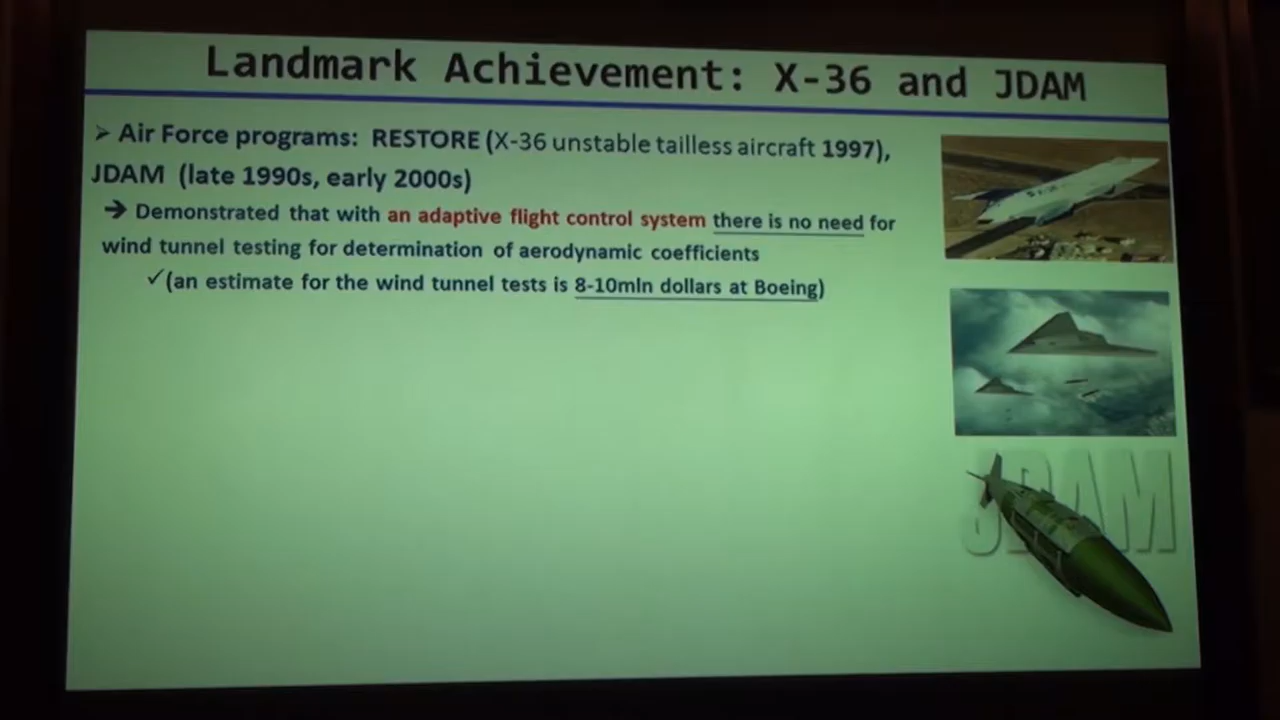 Landmark Achievement: X-36 and JDAM
➢ Air Force programs: RESTORE (X-36 unstable tailless aircraft 1997),
JDAM (late 1990s, early 2000s)
→ Demonstrated that with an adaptive flight control system there is no need for
wind tunnel testing for determination of aerodynamic coefficients
✓(an estimate for the wind tunnel tests is 8-10mln dollars at Boeing)
JDAM